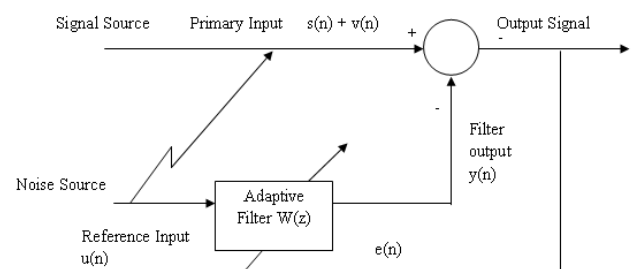 Signal Source
Primary Input
s(n) + v(n)
+
-
Output Signal
-
Filter
output
y(n)
Noise Source
Adaptive
Filter W(z)
Reference Input
u(n)
e(n)